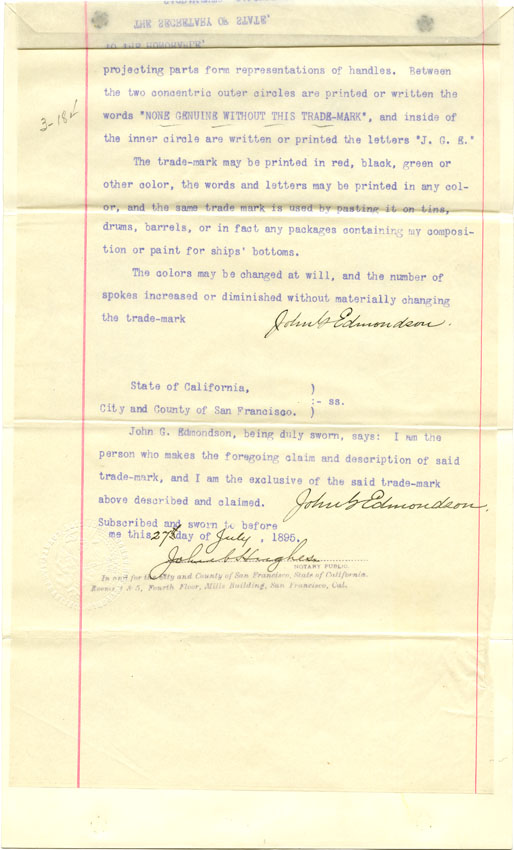 THE SECRETARY OF STATE'
TO THE HONORABLE'
projecting parts form representations of handles. Between
the two concentric outer circles are printed or written the
words "NONE GENUINE WITHOUT THIS TRADE-MARK", and inside of
3-18
the inner circle are written or printed the letters "J. G. E."
The trade-mark may be printed in red, black, green or
other color, the words and letters may be printed in any col-
or, and the same trade mark is used by pasting it on tins,
drums, barrels, or in fact any packages containing my composi-
tion or paint for ships' bottoms.
The colors may be changed at will, and the number of
spokes increased or diminished without materially changing
the trade-mark John G Edmondson.
State of California, )
:- ss.
City and County of San Francisco. )
John G. Edmondson, being duly sworn, says: I am the
person who makes the foregoing claim and description of said
trade-mark, and I am the exclusive of the said trade-mark
above described and claimed. John G Edmondson.
Subscribed and sworn to before
me this 27th day of July, 1895.
John C Hughes
NOTARY PUBLIC
In and for the City and County of San Francisco, State of California.
Rooms & 5, Fourth Floor, Mills Building, San Francisco, Cal.